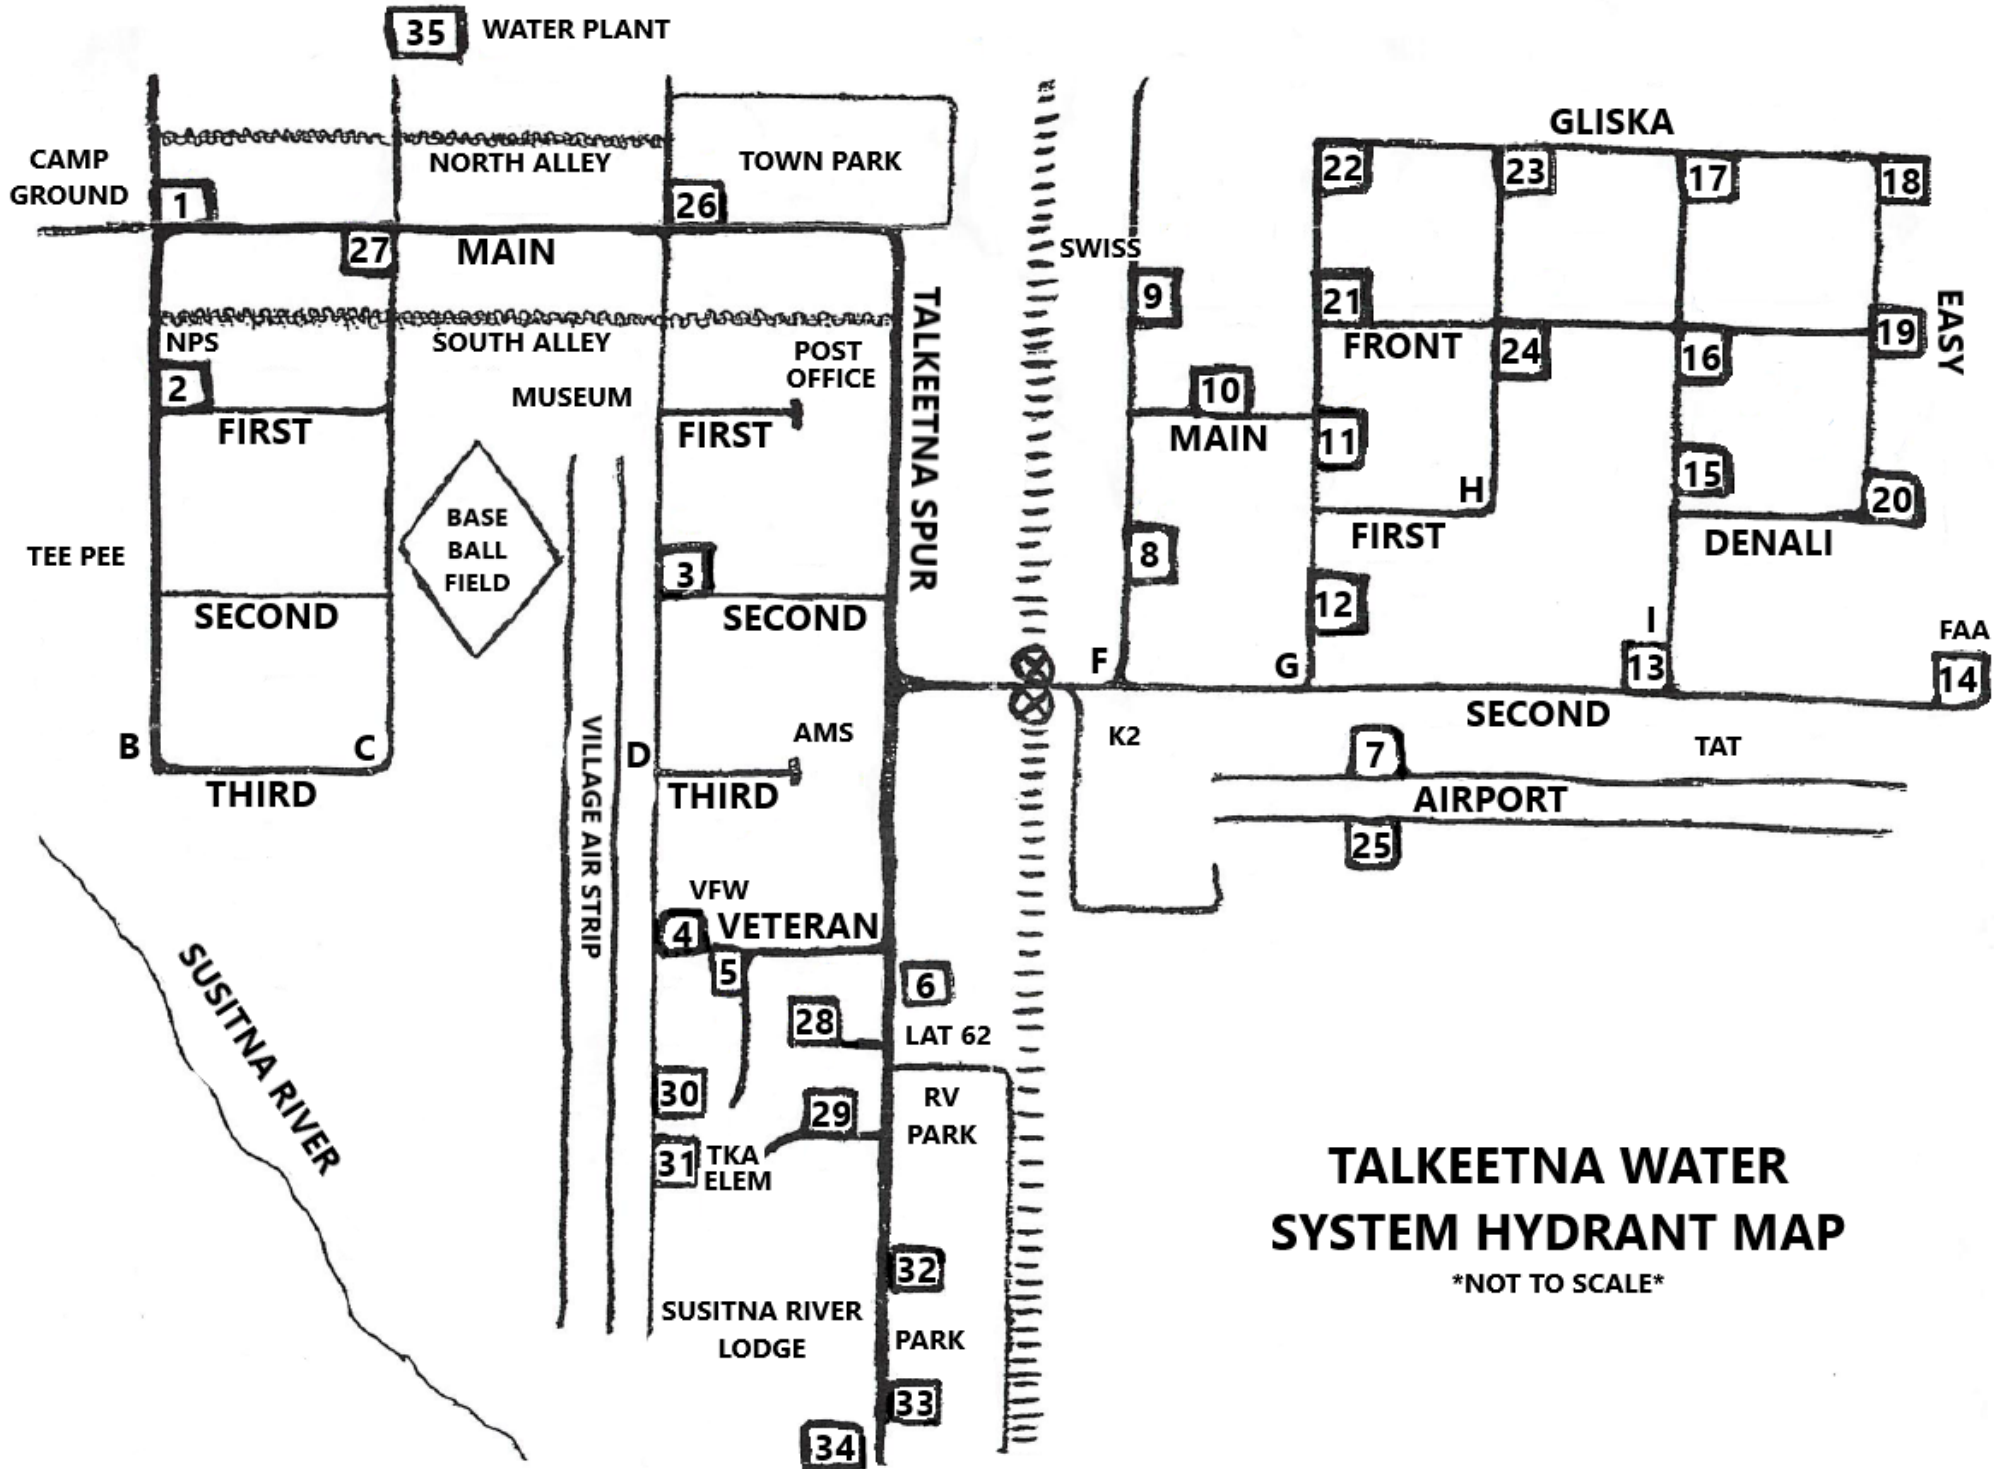 35 WATER PLANT
GLISKA
CAMP
GROUND
NORTH ALLEY
TOWN PARK
1
26
22
23
17
18
27
MAIN
SWISS
9
21
FRONT
24
16
19
EASY
NPS
SOUTH ALLEY
POST
OFFICE
TALKEETNA SPUR
2
MUSEUM
10
MAIN
11
FIRST
FIRST
H
15
20
BASE
BALL
FIELD
TEE PEE
3
8
FIRST
DENALI
12
SECOND
SECOND
I
FAA
F
G
13
14
SECOND
B
C
D
AMS
K2
7
TAT
THIRD
THIRD
AIRPORT
25
VILLAGE AIR STRIP
VFW
4
VETERAN
5
6
SUSITNA RIVER
28
LAT 62
30
29
RV
PARK
31
TKA
ELEM
TALKEETNA WATER
SYSTEM HYDRANT MAP
*NOT TO SCALE*
32
SUSITNA RIVER
LODGE
PARK
33
34